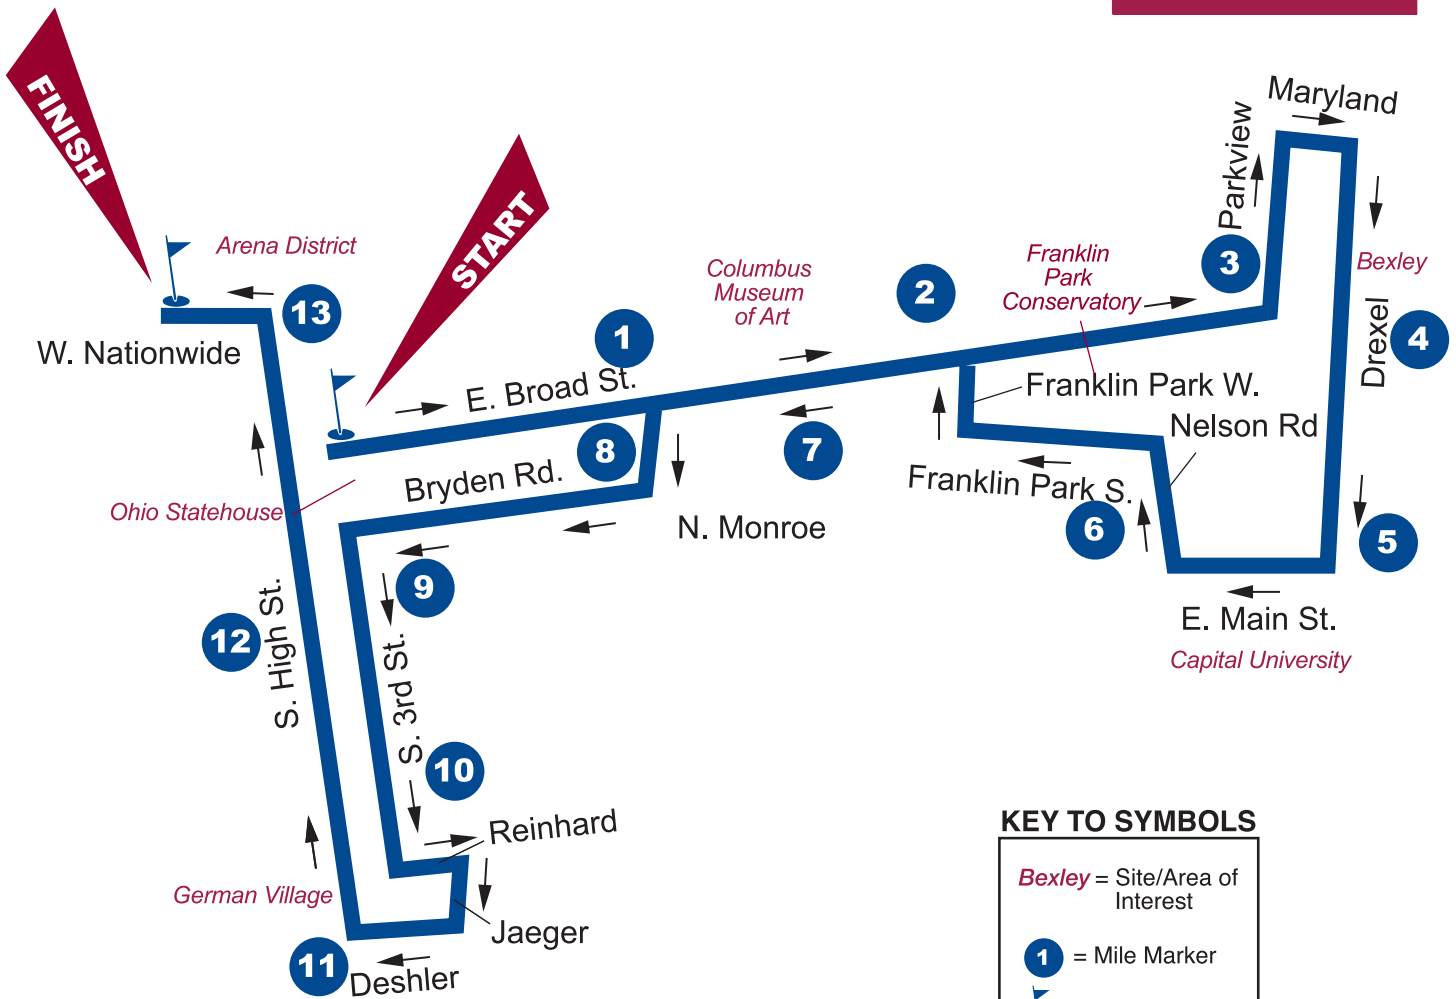 Maryland
FINISH
Parkview
START
Arena District
Bexley
3
Franklin
Park
Conservatory
Columbus
Museum
of Art
2
13
1
4
Drexel
W. Nationwide
E. Broad St.
Franklin Park W.
Nelson Rd
7
8
Bryden Rd.
Franklin Park S.
Ohio Statehouse
N. Monroe
6
5
9
E. Main St.
Capital University
12
S. High St.
S. 3rd St.
10
Reinhard
German Village
Jaeger
11
Deshler
KEY TO SYMBOLS
Bexley = Site/Area of
Interest
1 = Mile Marker